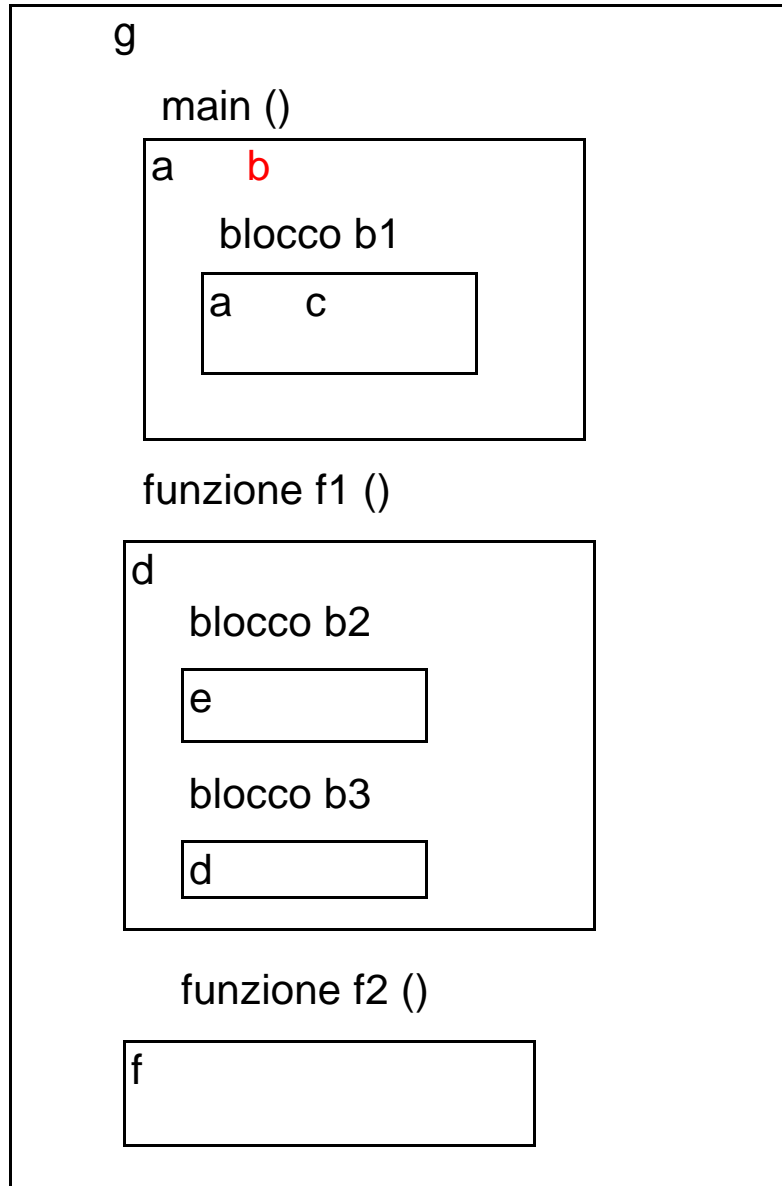 g
main ()
a b
blocco b1
a c
funzione f1 ()
d
blocco b2
e
blocco b3
d
funzione f2 ()
f